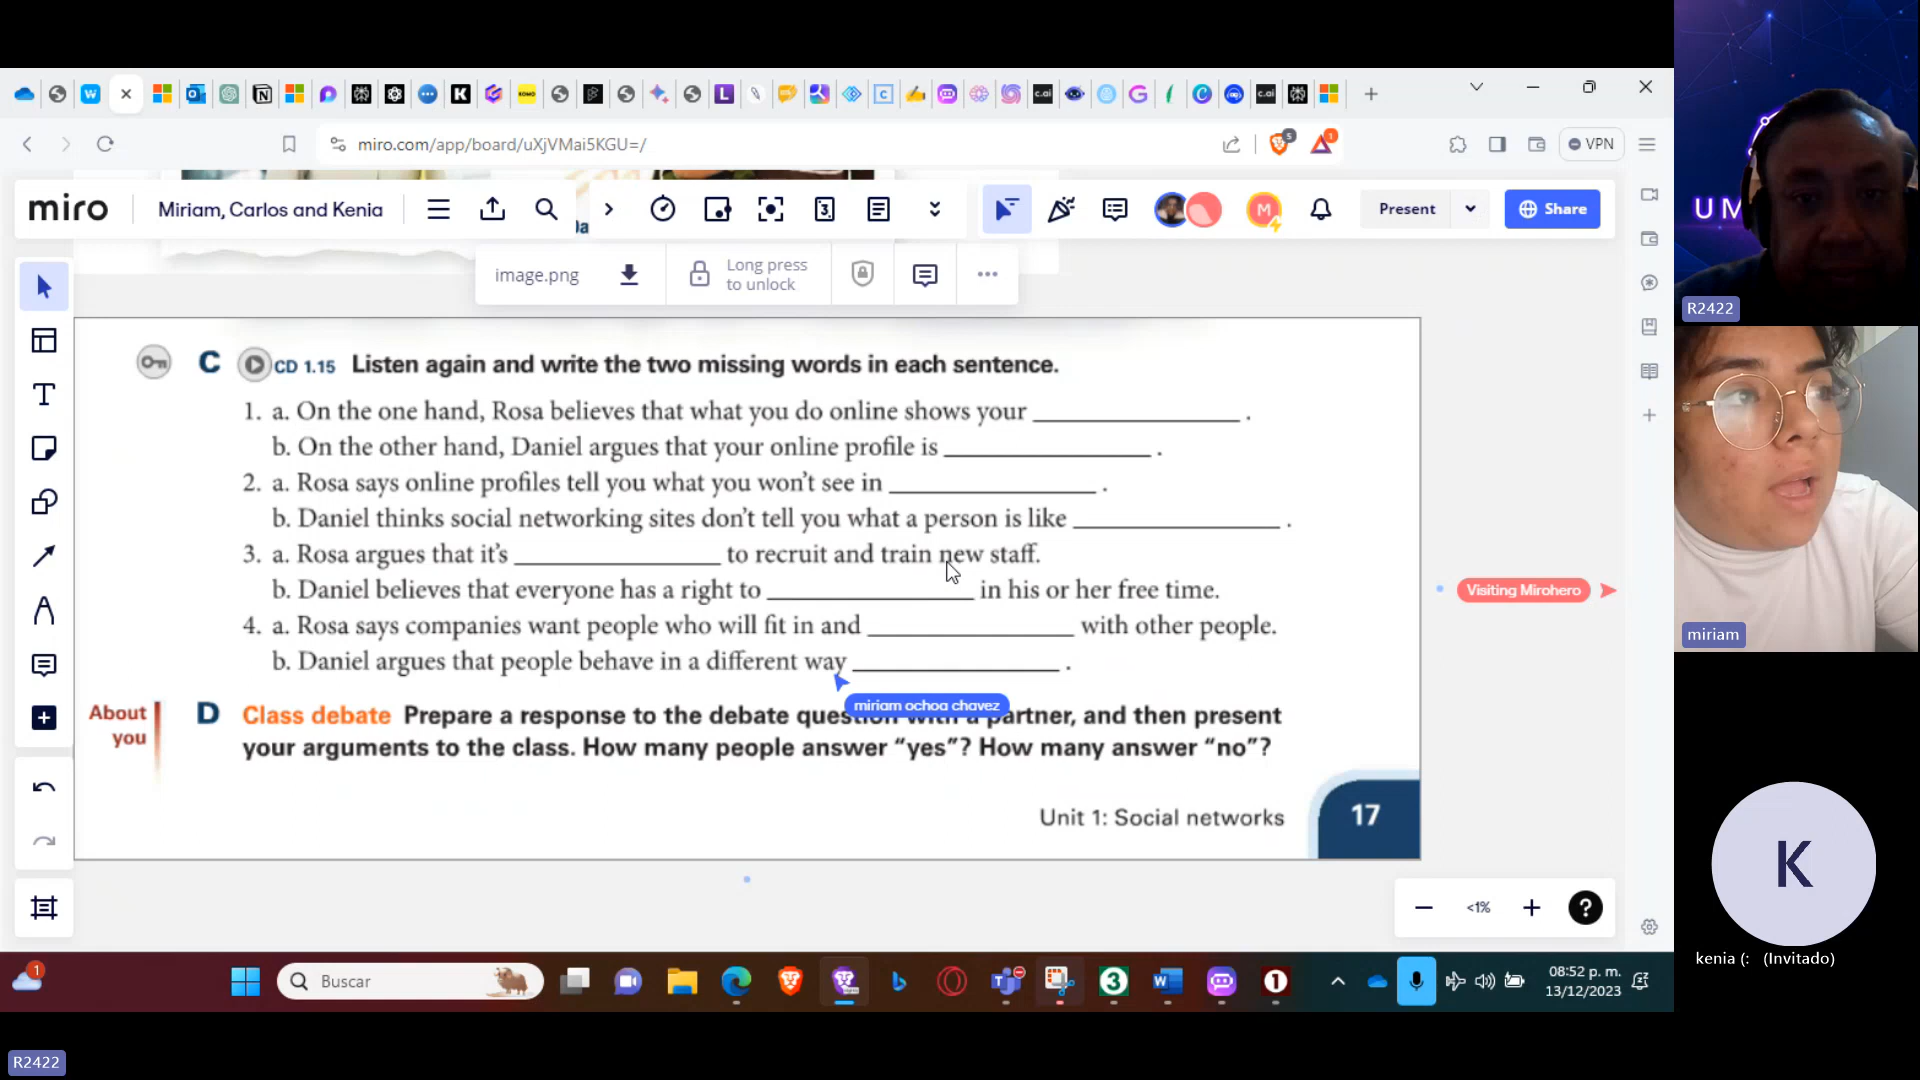 miro.com/app/board/uXjVMai5KGU=/
VPN
miro
Miriam, Carlos and Kenia
Present
Share
image.png
Long press
to unlock
C CD 1.15 Listen again and write the two missing words in each sentence.
1. a. On the one hand, Rosa believes that what you do online shows your ____________ .
b. On the other hand, Daniel argues that your online profile is ____________ .
2. a. Rosa says online profiles tell you what you won't see in ____________ .
b. Daniel thinks social networking sites don't tell you what a person is like ____________ .
3. a. Rosa argues that it's ____________ to recruit and train new staff.
b. Daniel believes that everyone has a right to ____________ in his or her free time.
4. a. Rosa says companies want people who will fit in and ____________ with other people.
b. Daniel argues that people behave in a different way ____________ .
miriam ochoa chavez
About
you
D Class debate Prepare a response to the debate question with a partner, and then present
your arguments to the class. How many people answer “yes”? How many answer “no”?
Unit 1: Social networks
17
Visiting Mirohero
<1%
Buscar
08:52 p. m.
13/12/2023
R2422
UM
R2422
miriam
K
kenia (: (Invitado)